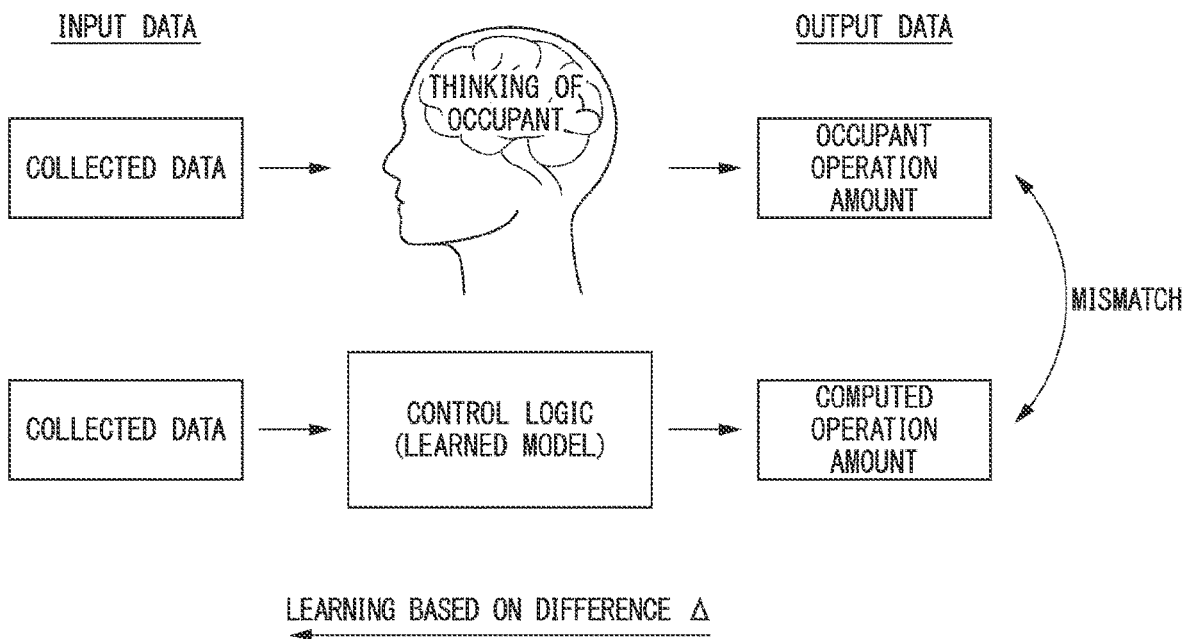 INPUT DATA
OUTPUT DATA
COLLECTED DATA
THINKING OF
OCCUPANT
OCCUPANT
OPERATION
AMOUNT
MISMATCH
COLLECTED DATA
CONTROL LOGIC
(LEARNED MODEL)
COMPUTED
OPERATION
AMOUNT
LEARNING BASED ON DIFFERENCE Δ